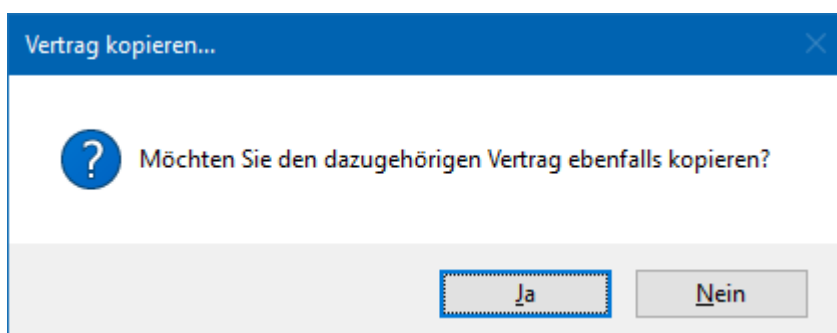 Vertrag kopieren...
?
Möchten Sie den dazugehörigen Vertrag ebenfalls kopieren?
Ja Nein